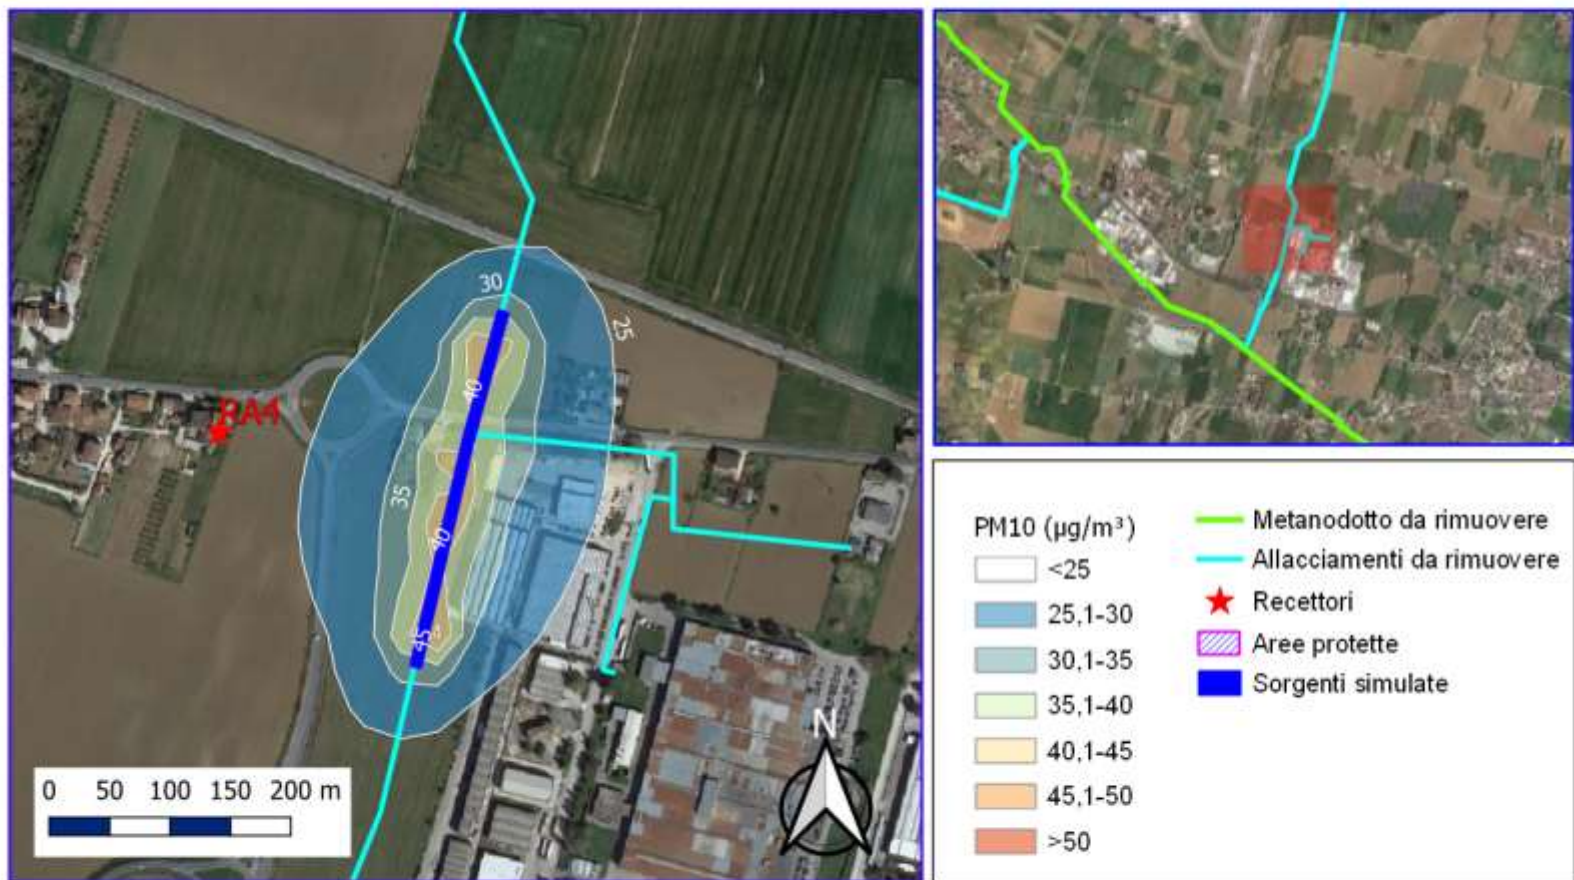 30
25
40
RA4
35
40
45
N
0 50 100 150 200 m
PM10 (µg/m³)
<25
25,1-30
30,1-35
35,1-40
40,1-45
45,1-50
>50
Metanodotto da rimuovere
Allacciamenti da rimuovere
Recettori
Aree protette
Sorgenti simulate